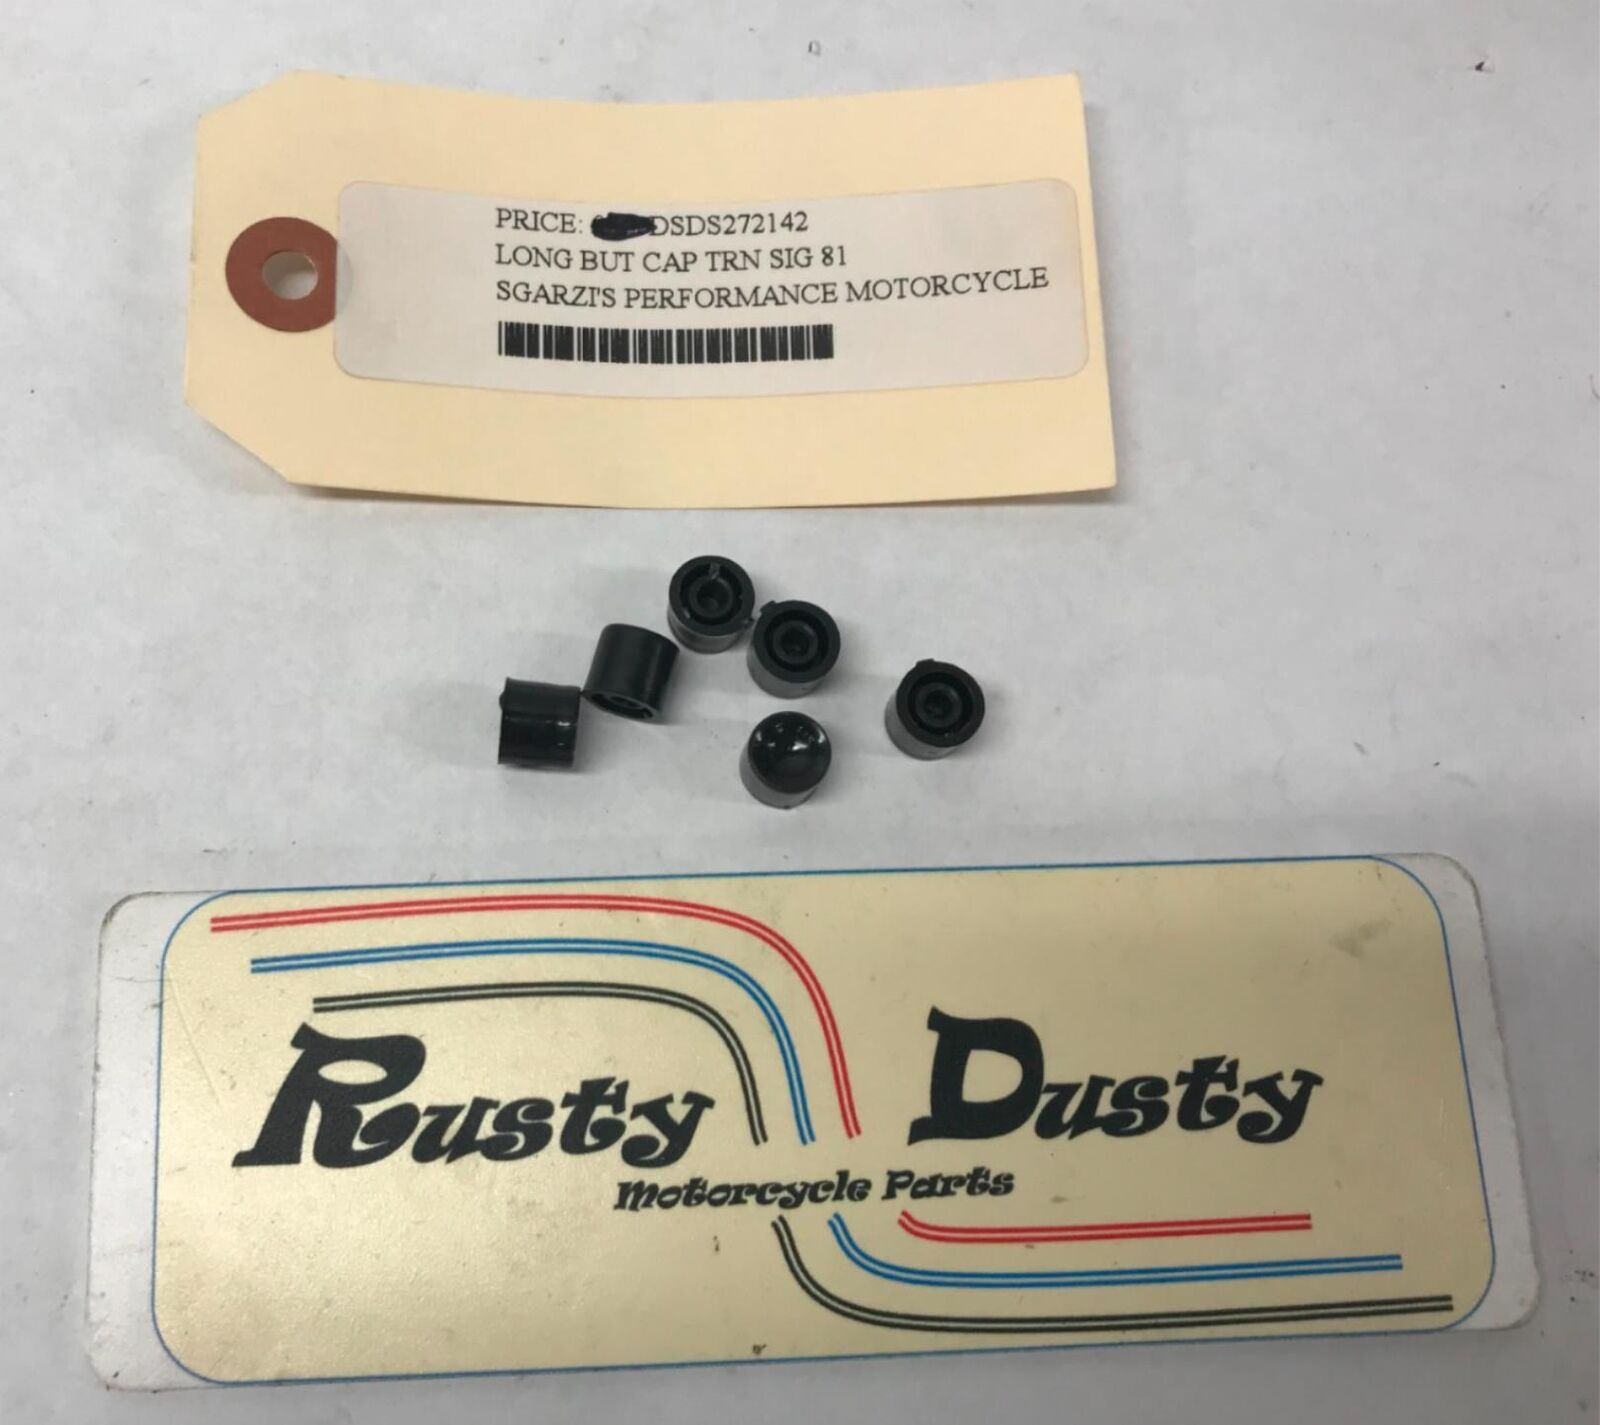 PRICE: DSDS272142
LONG BUT CAP TRN SIG 81
SGARZI'S PERFORMANCE MOTORCYCLE
Rusty Dusty
Motorcycle Parts